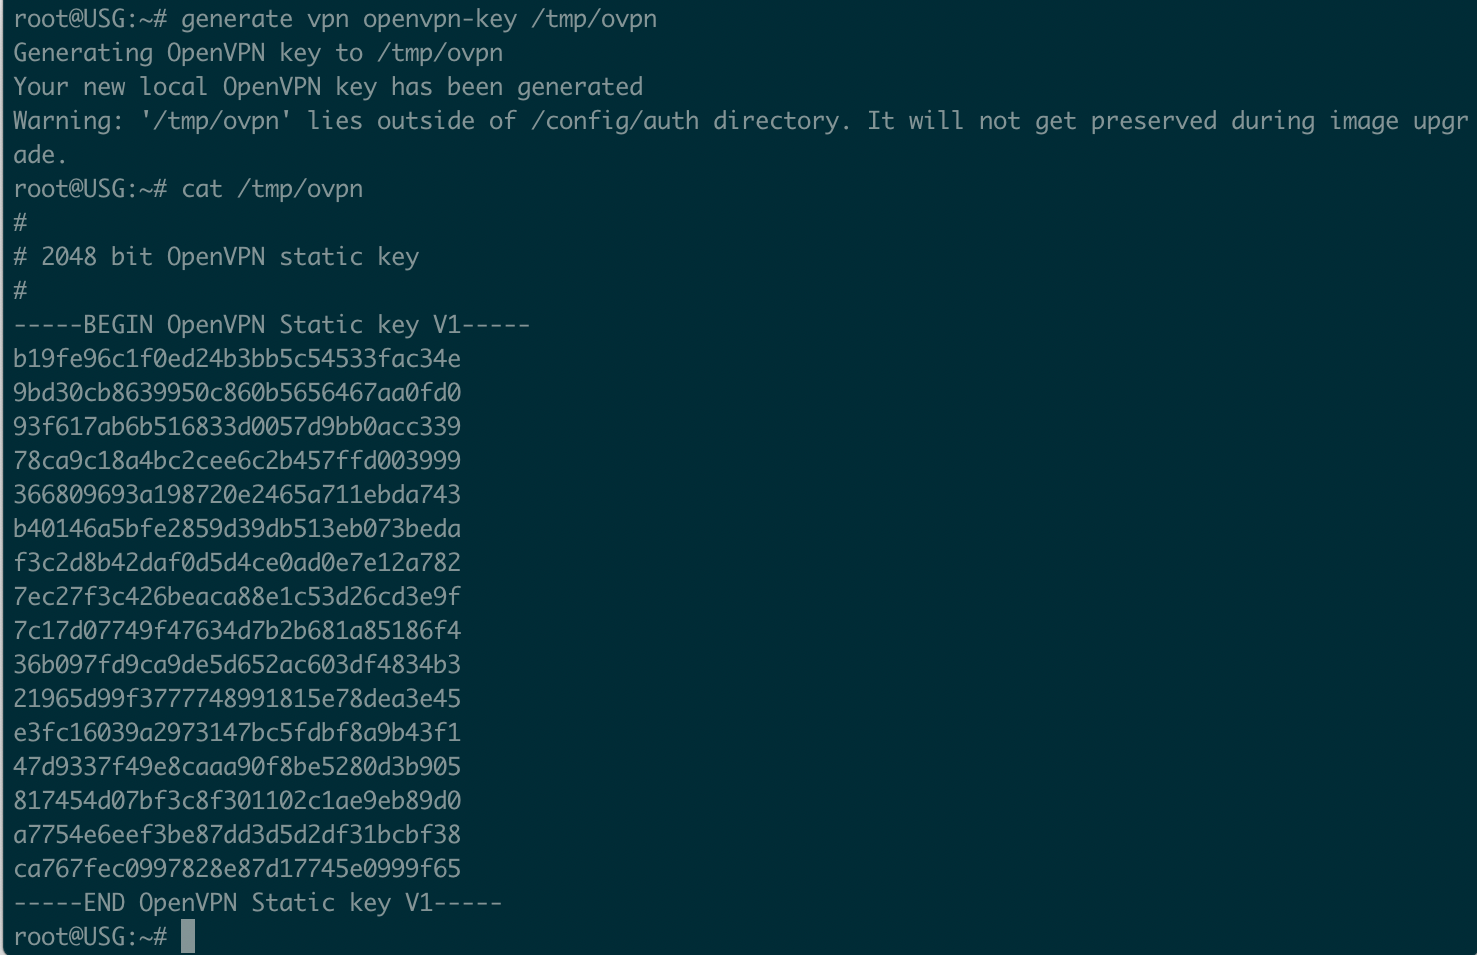 root@USG:~# generate vpn openvpn-key /tmp/ovpn
Generating OpenVPN key to /tmp/ovpn
Your new local OpenVPN key has been generated
Warning: '/tmp/ovpn' lies outside of /config/auth directory. It will not get preserved during image upgr
ade.
root@USG:~# cat /tmp/ovpn
#
# 2048 bit OpenVPN static key
#
-----BEGIN OpenVPN Static key V1-----
b19fe96c1f0ed24b3bb5c54533fac34e
9bd30cb8639950c860b5656467aa0fd0
93f617ab6b516833d0057d9bb0acc339
78ca9c18a4bc2cee6c2b457ffd003999
366809693a198720e2465a711ebda743
b40146a5bfe2859d39db513eb073beda
f3c2d8b42daf0d5d4ce0ad0e7e12a782
7ec27f3c426beaca88e1c53d26cd3e9f
7c17d07749f47634d7b2b681a85186f4
36b097fd9ca9de5d652ac603df4834b3
21965d99f3777748991815e78dea3e45
e3fc16039a2973147bc5fdbf8a9b43f1
47d9337f49e8caaa90f8be5280d3b905
817454d07bf3c8f301102c1ae9eb89d0
a7754e6eef3be87dd3d5d2df31bcbf38
ca767fec0997828e87d17745e0999f65
-----END OpenVPN Static key V1-----
root@USG:~#